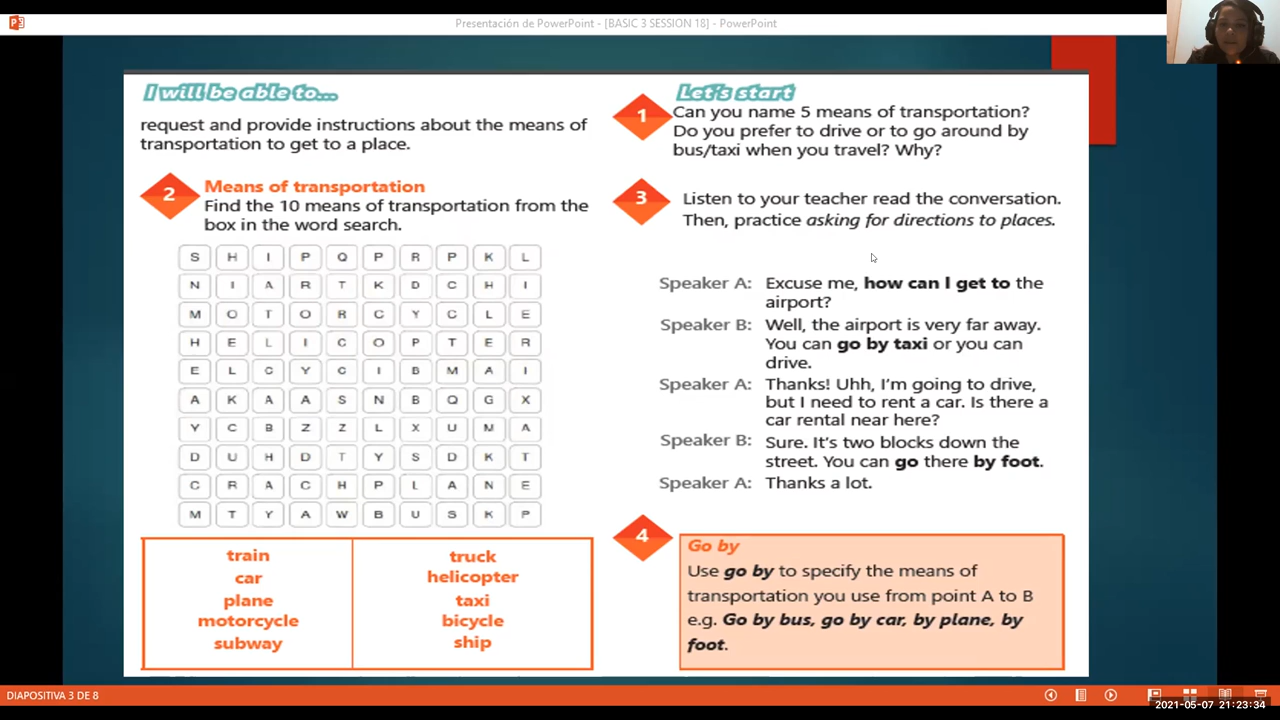 Presentación de PowerPoint - [BASIC 3 SESSION 18] - PowerPoint
I will be able to...
request and provide instructions about the means of
transportation to get to a place.
2
Means of transportation
Find the 10 means of transportation from the
box in the word search.
S H I P Q P R P K L
N I A R T K D C H I
M O T O R C Y C L E
H E L I C O P T E R
E L C Y C I B M A I
A K A A S N B Q G X
Y C B Z Z L X U M A
D U H D T Y S D K T
C R A C H P L A N E
M T Y A W B U S K P
train
car
plane
motorcycle
subway
truck
helicopter
taxi
bicycle
ship
Let's start
1
Can you name 5 means of transportation?
Do you prefer to drive or to go around by
bus/taxi when you travel? Why?
3
Listen to your teacher read the conversation.
Then, practice asking for directions to places.
Speaker A: Excuse me, how can I get to the
airport?
Speaker B: Well, the airport is very far away.
You can go by taxi or you can
drive.
Speaker A: Thanks! Uhh, I'm going to drive,
but I need to rent a car. Is there a
car rental near here?
Speaker B: Sure. It's two blocks down the
street. You can go there by foot.
Speaker A: Thanks a lot.
4
Go by
Use go by to specify the means of
transportation you use from point A to B
e.g. Go by bus, go by car, by plane, by
foot.
DIAPOSITIVA 3 DE 8
2021-05-07 21:23:34